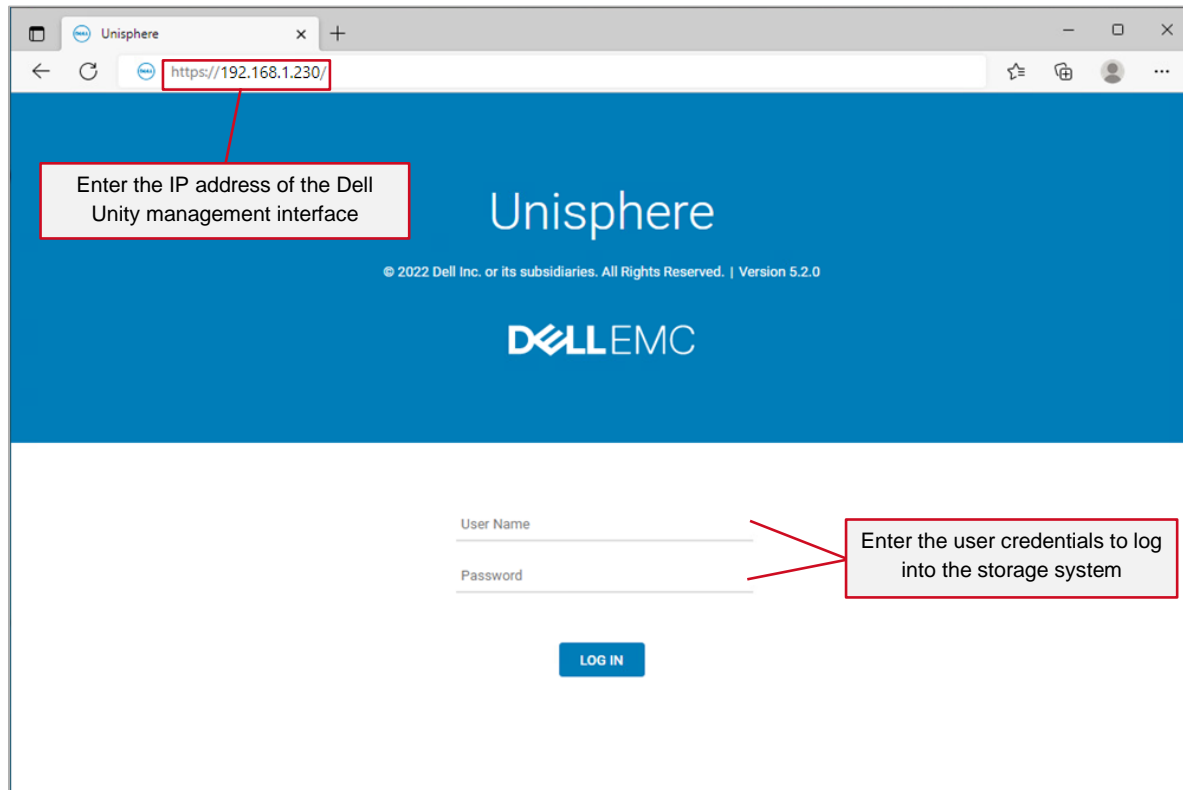 Unisphere
https://192.168.1.230/
Enter the IP address of the Dell
Unity management interface
Unisphere
© 2022 Dell Inc. or its subsidiaries. All Rights Reserved. | Version 5.2.0
DELLEMC
User Name
Password
Enter the user credentials to log
into the storage system
LOG IN